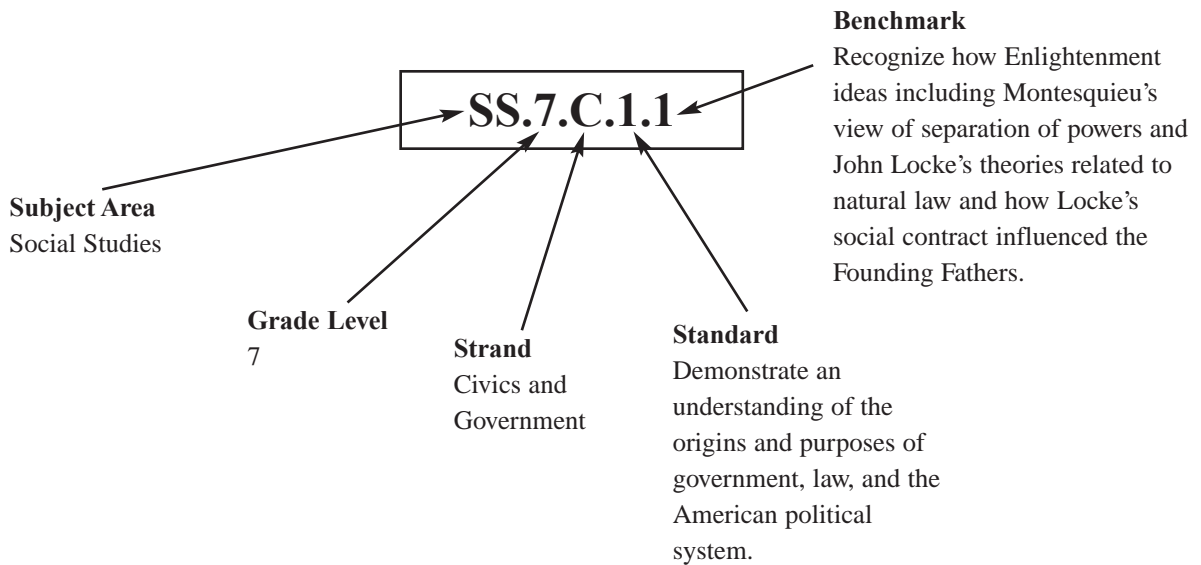 Benchmark
Recognize how Enlightenment
ideas including Montesquieu's
view of separation of powers and
John Locke's theories related to
natural law and how Locke's
social contract influenced the
Founding Fathers.
SS.7.C.1.1
Subject Area
Social Studies
Grade Level
7
Strand
Civics and
Government
Standard
Demonstrate an
understanding of the
origins and purposes of
government, law, and the
American political
system.